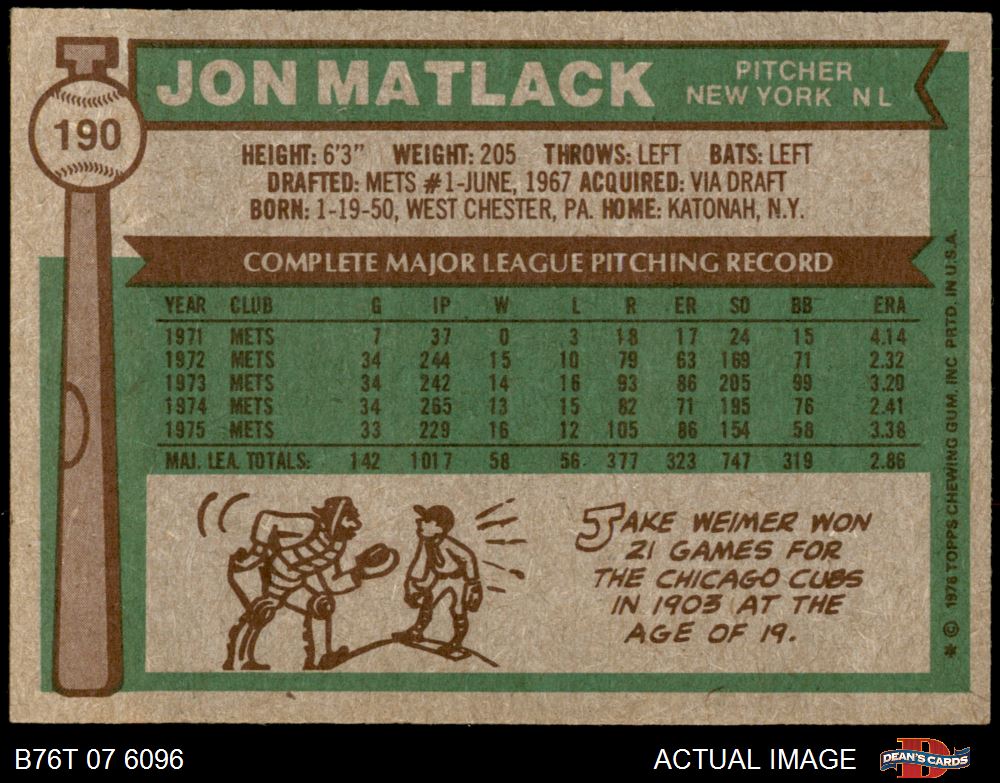 190
JON MATLACK
PITCHER
NEW YORK N L
HEIGHT: 6'3" WEIGHT: 205 THROWS: LEFT BATS: LEFT
DRAFTED: METS #1-JUNE, 1967 ACQUIRED: VIA DRAFT
BORN: 1-19-50, WEST CHESTER, PA. HOME: KATONAH, N.Y.
COMPLETE MAJOR LEAGUE PITCHING RECORD
YEAR CLUB G IP W L R ER SO BB ERA
1971 METS 7 37 0 3 18 17 24 15 4.14
1972 METS 34 244 15 10 79 63 169 71 2.32
1973 METS 34 242 14 16 93 86 205 99 3.20
1974 METS 34 265 13 15 82 71 195 76 2.41
1975 METS 33 229 16 12 105 86 154 58 3.38
MAJ. LEA. TOTALS: 142 1017 58 56 377 323 747 319 2.86
JAKE WEIMER WON
21 GAMES FOR
THE CHICAGO CUBS
IN 1903 AT THE
AGE OF 19.
* © 1976 TOPPS CHEWING GUM, INC PRTD. IN U.S.A.
B76T 07 6096
ACTUAL IMAGE
DEAN'S CARDS